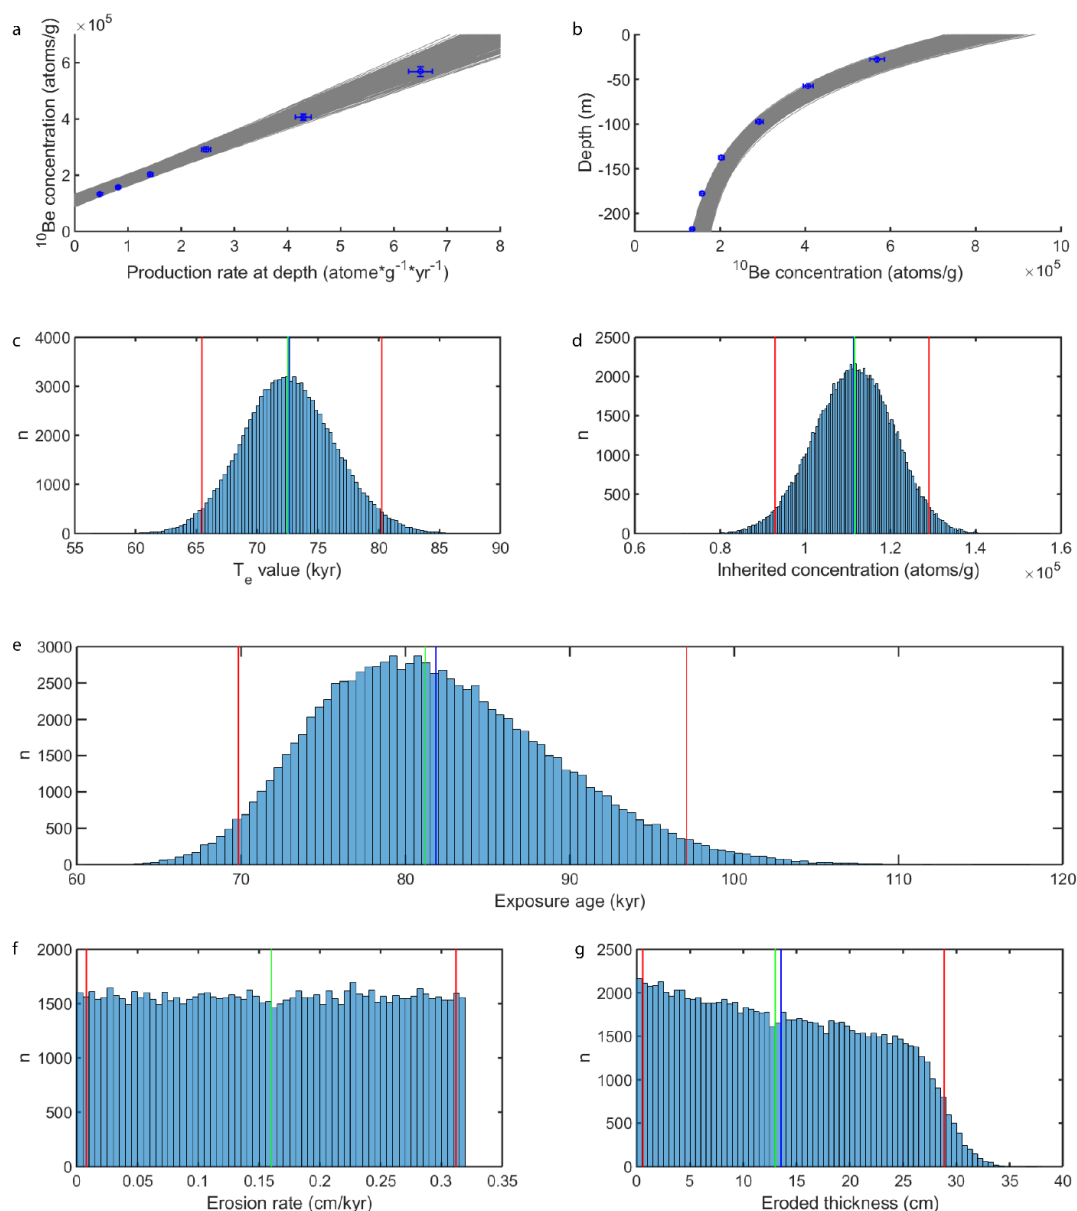 a
× 10⁵
6
4
2
0
0 1 2 3 4 5 6 7 8
¹⁰Be concentration (atoms/g)
Production rate at depth (atome*g⁻¹*yr⁻¹)
b
0
-50
-100
-150
-200
0 2 4 6 8 10
Depth (m)
¹⁰Be concentration (atoms/g)
× 10⁵
c
4000
3000
2000
1000
0
55 60 65 70 75 80 85 90
n
Tₑ value (kyr)
d
2500
2000
1500
1000
500
0
0.6 0.8 1 1.2 1.4 1.6
n
Inherited concentration (atoms/g)
× 10⁵
e
3000
2500
2000
1500
1000
500
0
60 70 80 90 100 110 120
n
Exposure age (kyr)
f
2000
1500
1000
500
0
0 0.05 0.1 0.15 0.2 0.25 0.3 0.35
n
Erosion rate (cm/kyr)
g
2500
2000
1500
1000
500
0
0 5 10 15 20 25 30 35 40
n
Eroded thickness (cm)